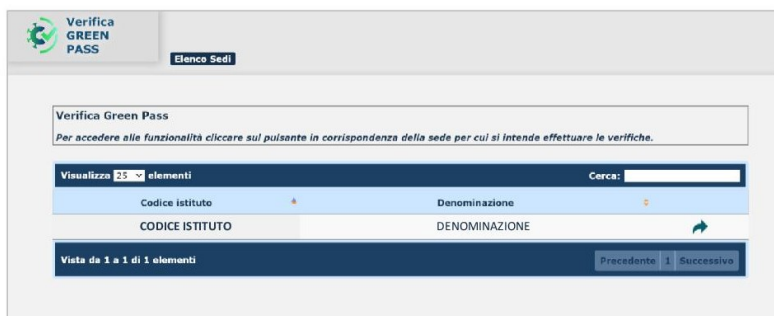 Verifica
GREEN
PASS
Elenco Sedi
Verifica Green Pass
Per accedere alle funzionalità cliccare sul pulsante in corrispondenza della sede per cui si intende effettuare le verifiche.
Visualizza 25 elementi Cerca:
Codice istituto Denominazione
CODICE ISTITUTO DENOMINAZIONE
Vista da 1 a 1 di 1 elementi Precedente 1 Successivo